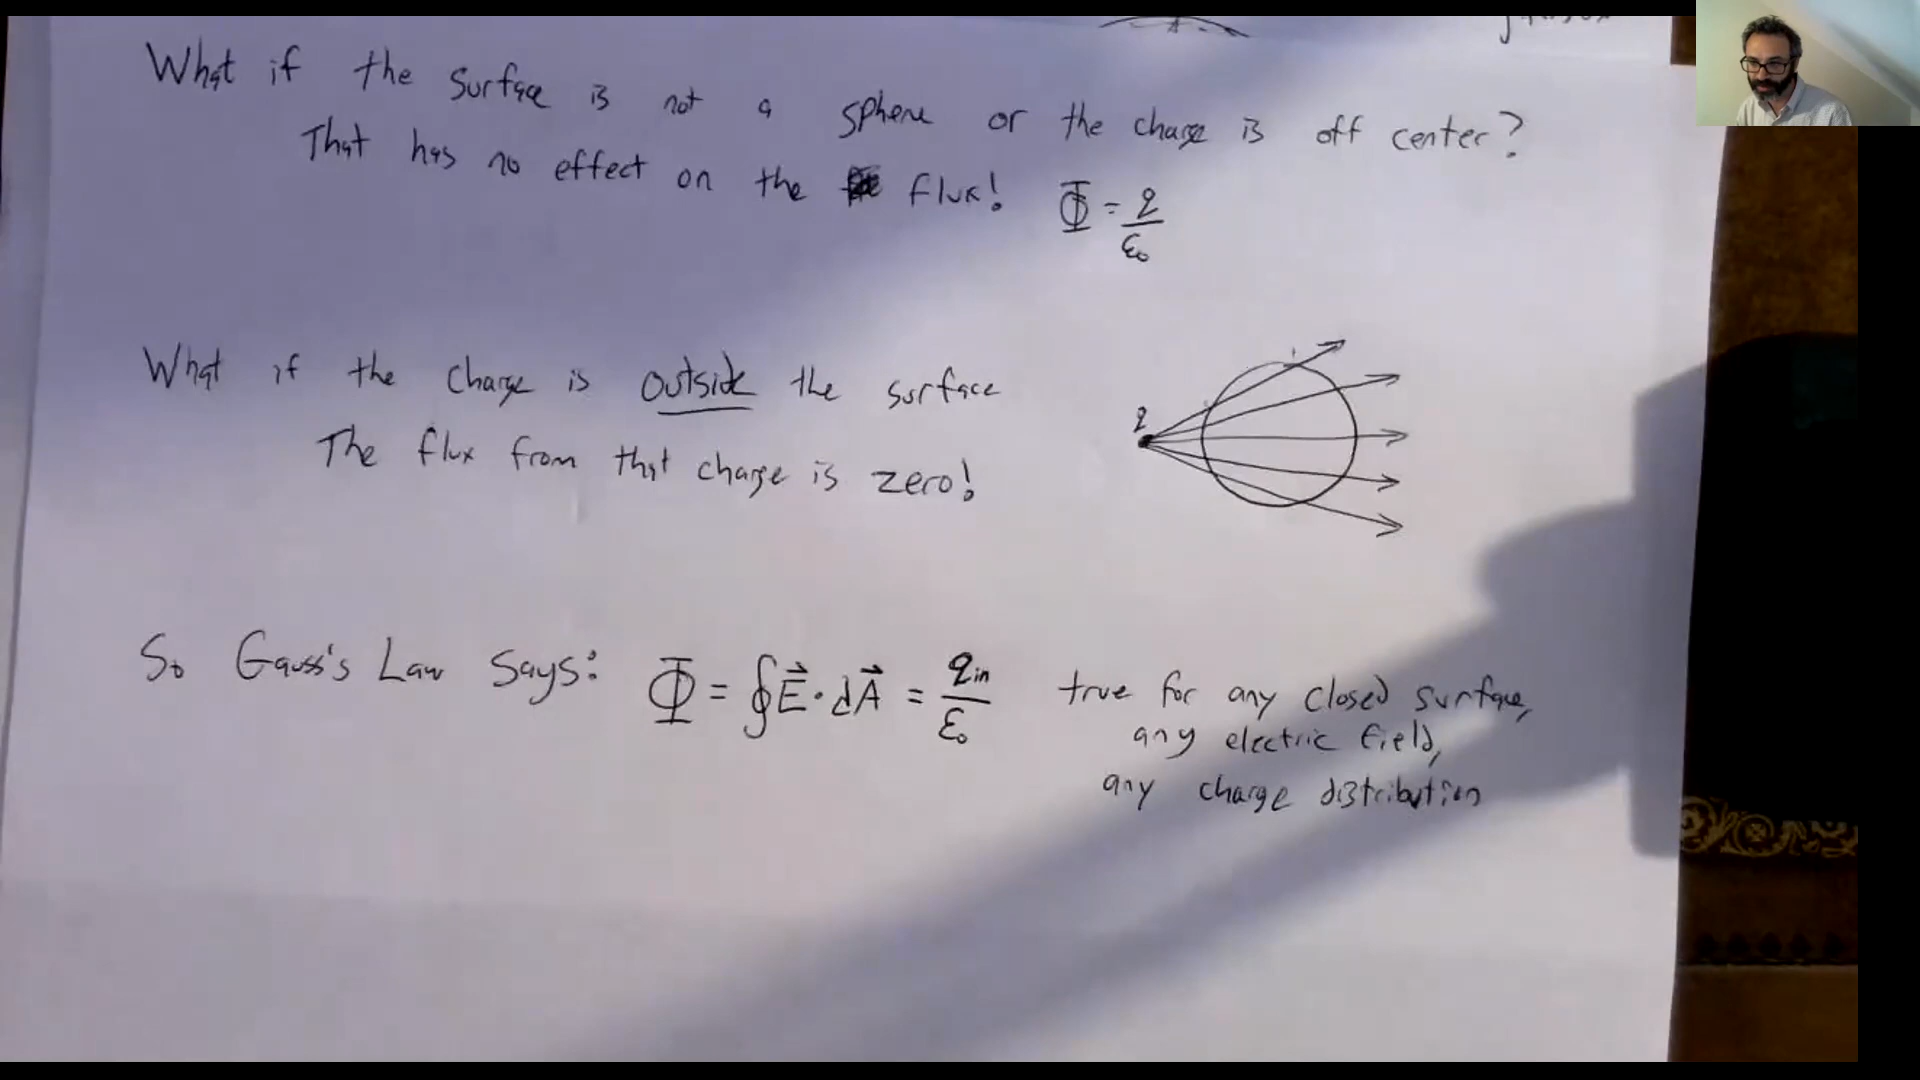 What if the surface is not a sphere or the charge is off center?
That has no effect on the flux! Φ = q/ε₀
What if the charge is outside the surface
q
The flux from that charge is zero!
So Gauss's Law says: Φ = ∮E⃗ · dA⃗ = qin/ε₀ true for any closed surface,
any electric field,
any charge distribution